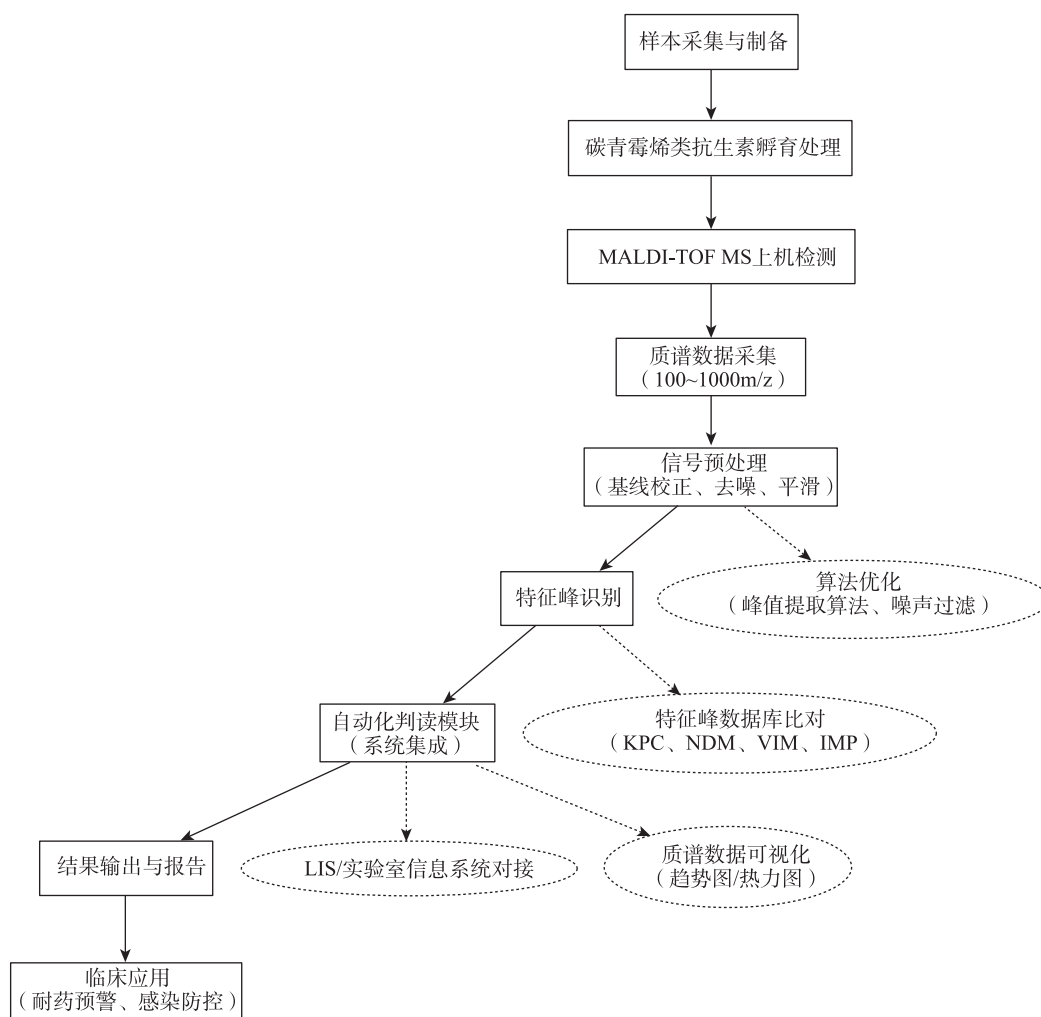 样本采集与制备
碳青霉烯类抗生素孵育处理
MALDI-TOF MS上机检测
质谱数据采集
（100~1000m/z）
信号预处理
（基线校正、去噪、平滑）
特征峰识别
算法优化
（峰值提取算法、噪声过滤）
自动化判读模块
（系统集成）
特征峰数据库比对
（KPC、NDM、VIM、IMP）
结果输出与报告
LIS/实验室信息系统对接
质谱数据可视化
（趋势图/热力图）
临床应用
（耐药预警、感染防控）